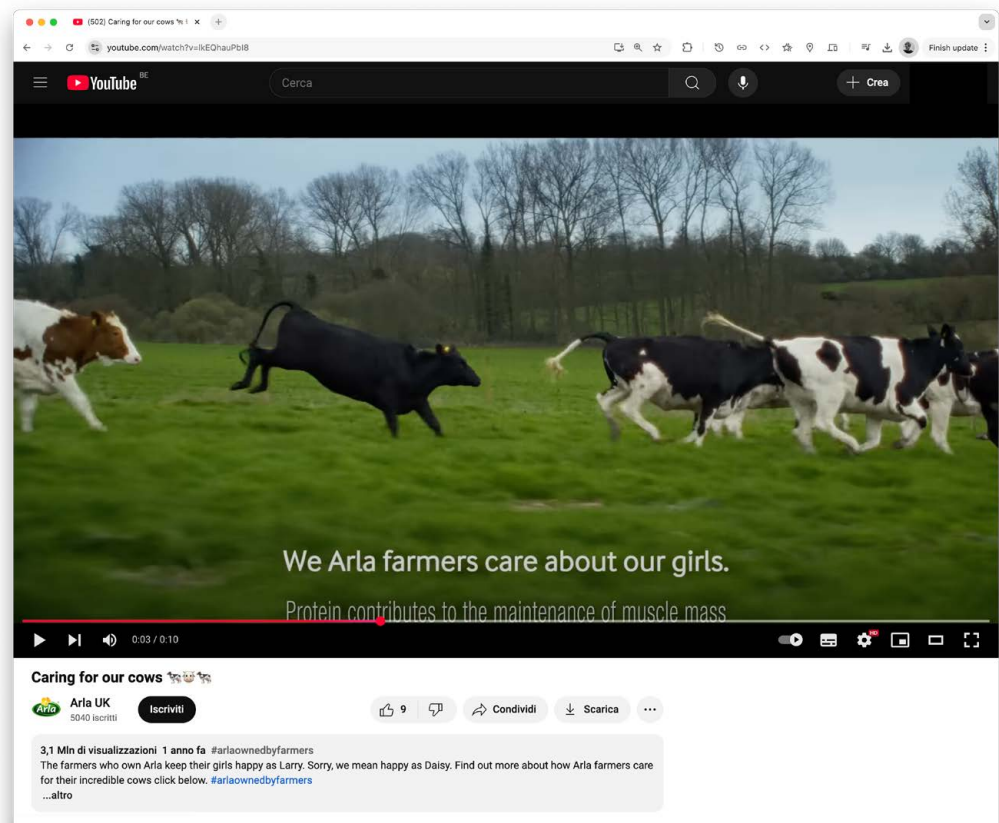 (502) Caring for our cows 🐄
youtube.com/watch?v=lkEQhauPbI8
Finish update
YouTube BE
Cerca
Crea
We Arla farmers care about our girls.
Protein contributes to the maintenance of muscle mass
0:03 / 0:10
HD
Caring for our cows 🐄🐮🐄
Arla
Arla UK
5040 iscritti
Iscriviti
9
Condividi
Scarica
3,1 Mln di visualizzazioni 1 anno fa #arlaownedbyfarmers
The farmers who own Arla keep their girls happy as Larry. Sorry, we mean happy as Daisy. Find out more about how Arla farmers care
for their incredible cows click below. #arlaownedbyfarmers
...altro